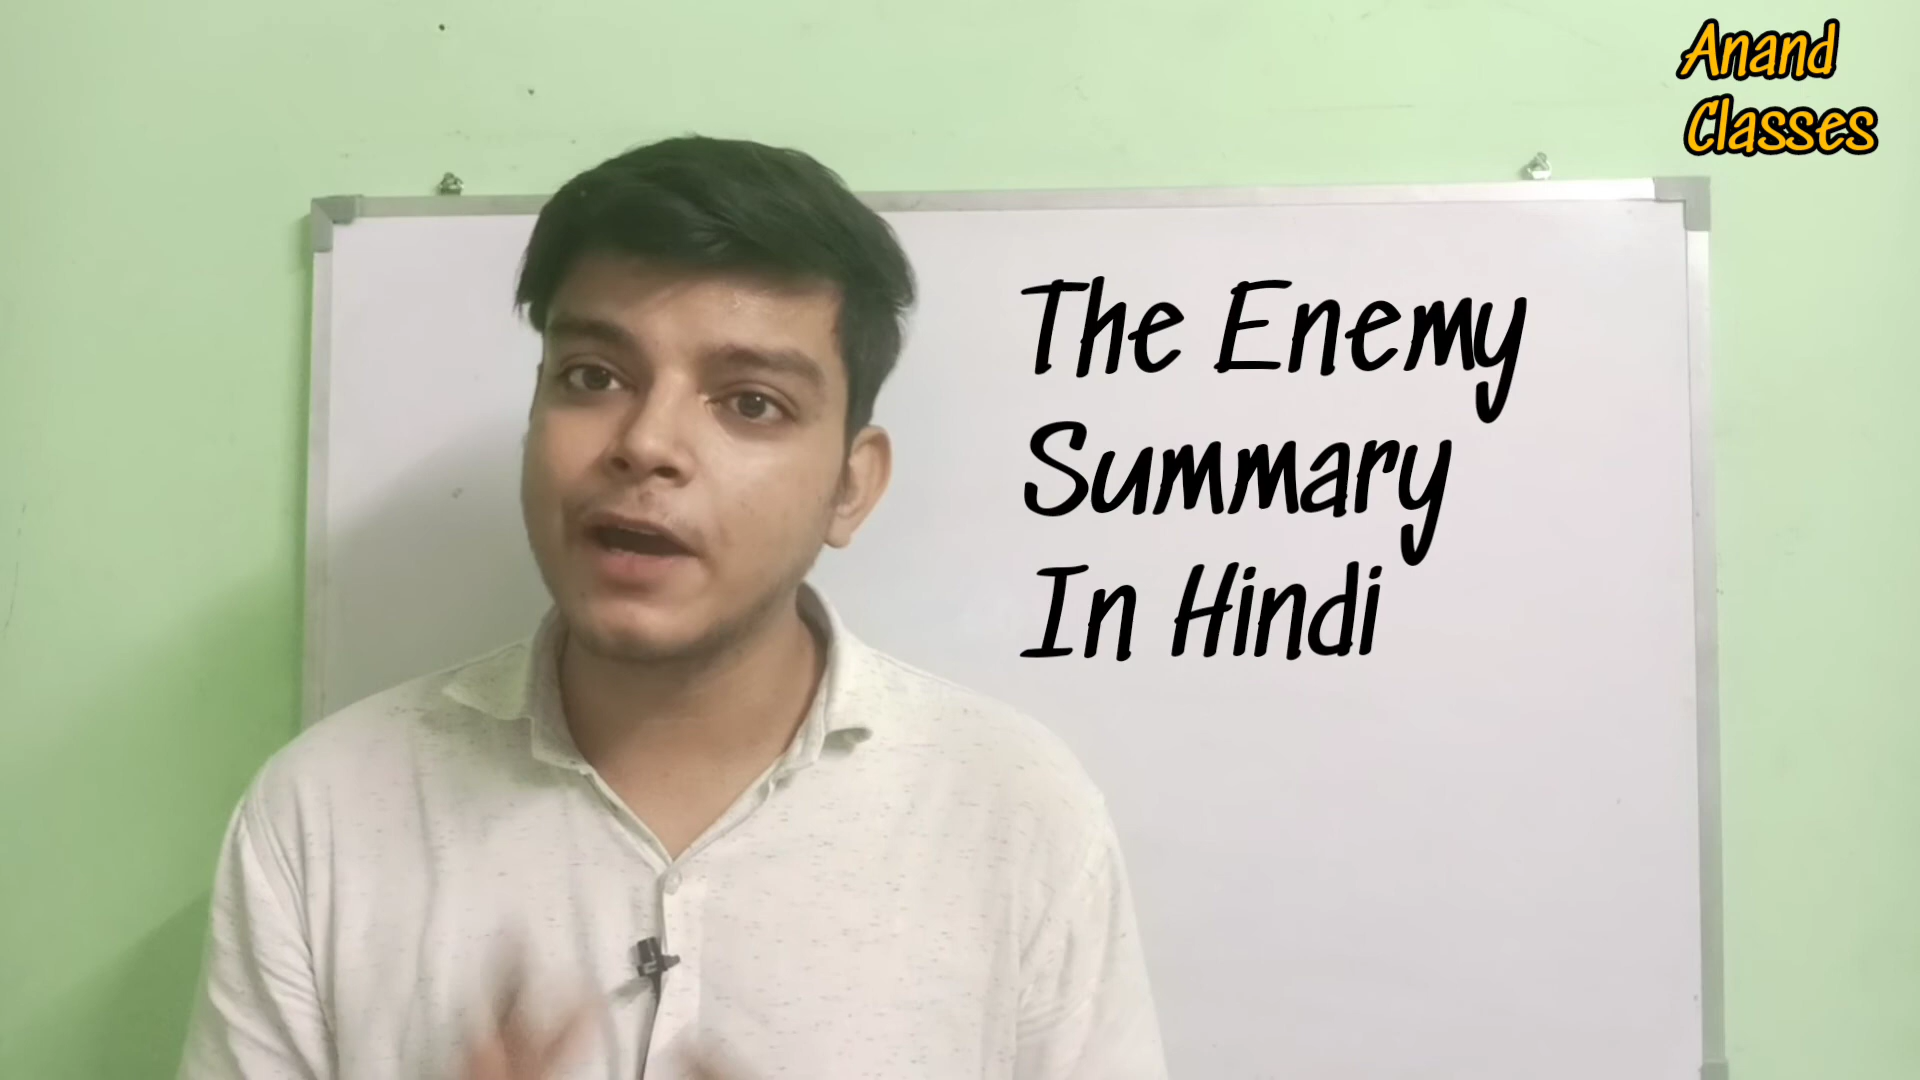 Anand
Classes
The Enemy
Summary
In Hindi